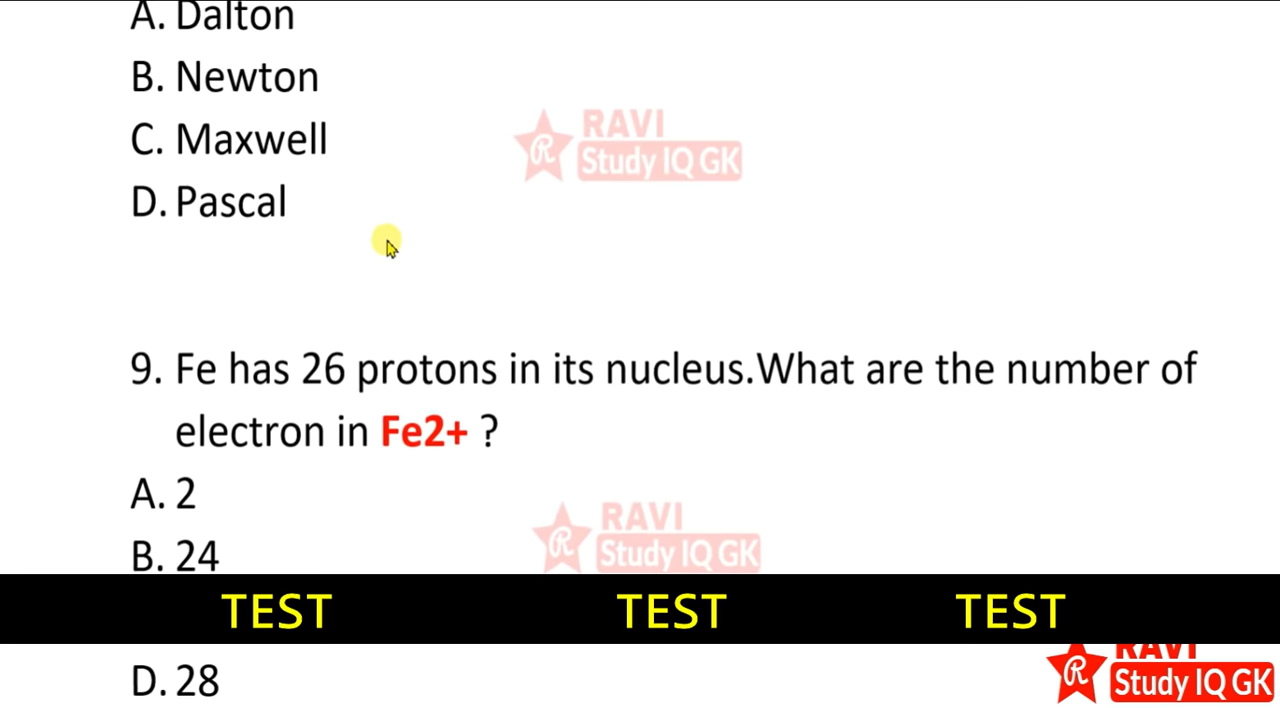 A. Dalton
B. Newton
RAVI
Study IQ GK
C. Maxwell
D. Pascal
9. Fe has 26 protons in its nucleus.What are the number of
electron in Fe2+ ?
A. 2
RAVI
Study IQ GK
B. 24
TEST TEST TEST
RAVI
Study IQ GK
D. 28